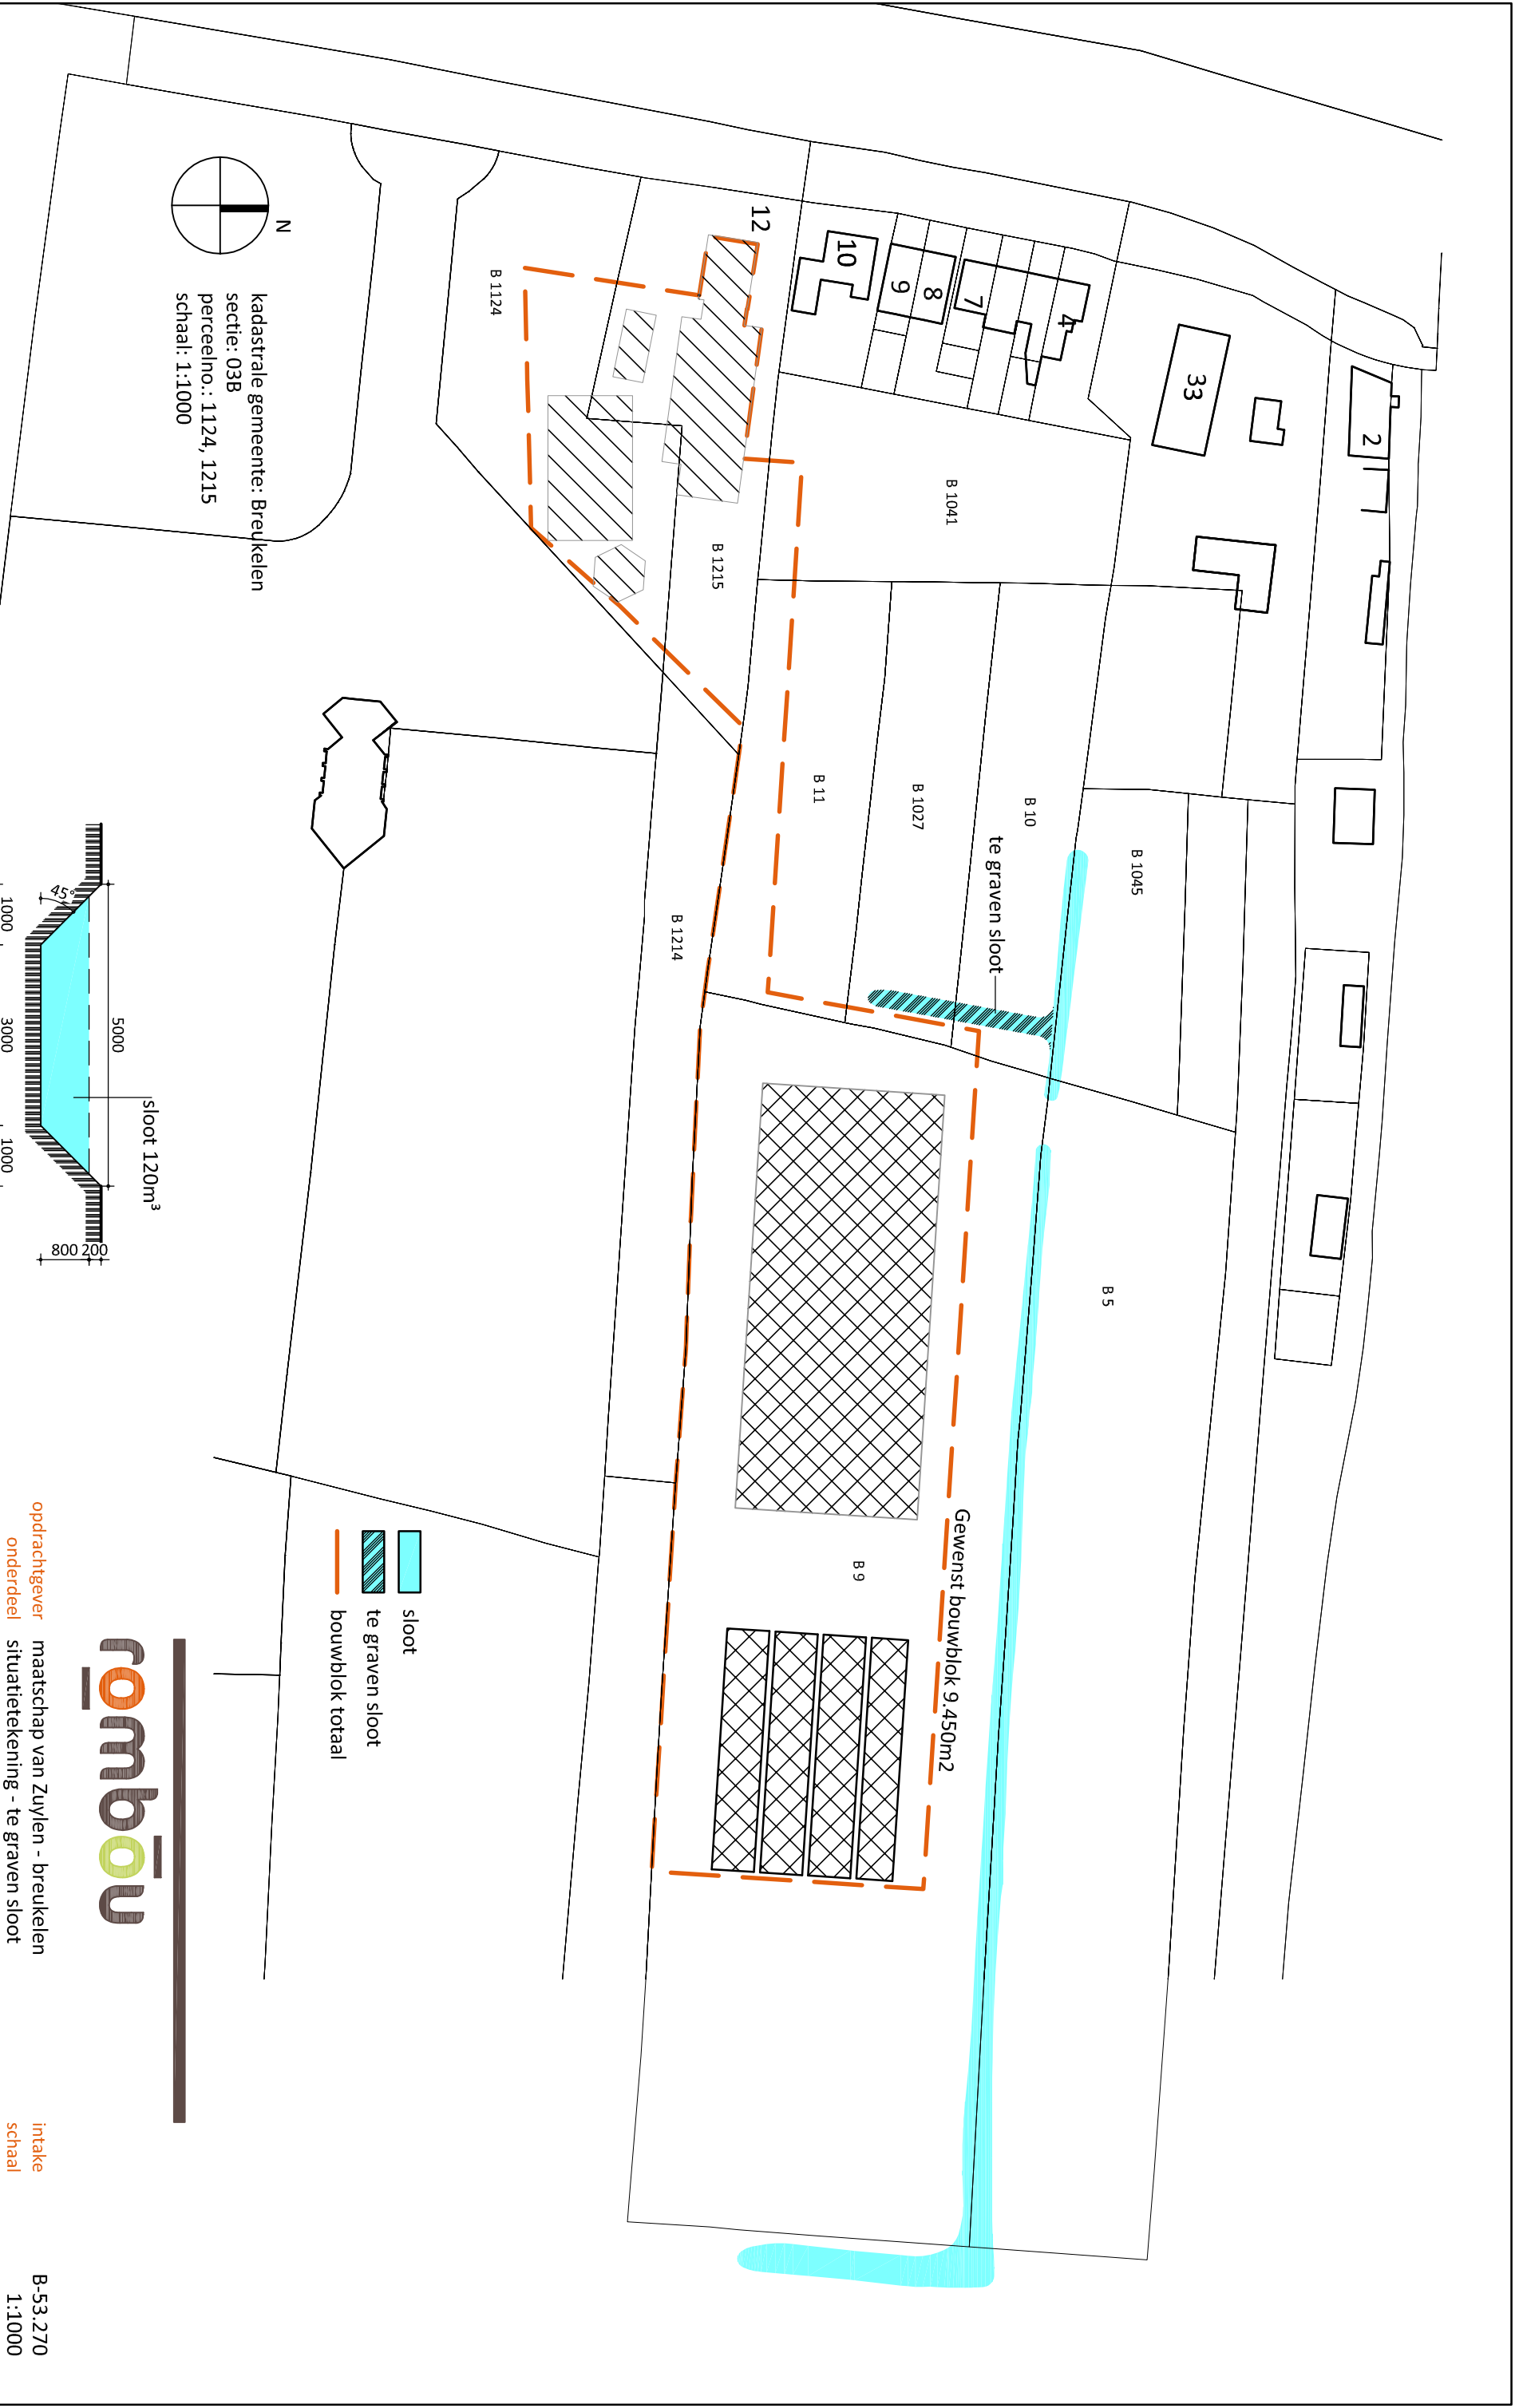 2
33
4
7
8
9
10
12
B 1041
B 1045
B 10
B 1027
B 11
te graven sloot
B 5
B 1215
B 1124
B 1214
B 9
Gewenst bouwblok 9.450m2
N
kadastrale gemeente: Breukelen
sectie: 03B
perceelno.: 1124, 1215
schaal: 1:1000
sloot
te graven sloot
bouwblok totaal
sloot 120m³
5000
45°
800 200
1000 3000 1000
rombou
opdrachtgever maatschap van Zuylen - breukelen
onderdeel situatietekening - te graven sloot
intake B-53.270
schaal 1:1000